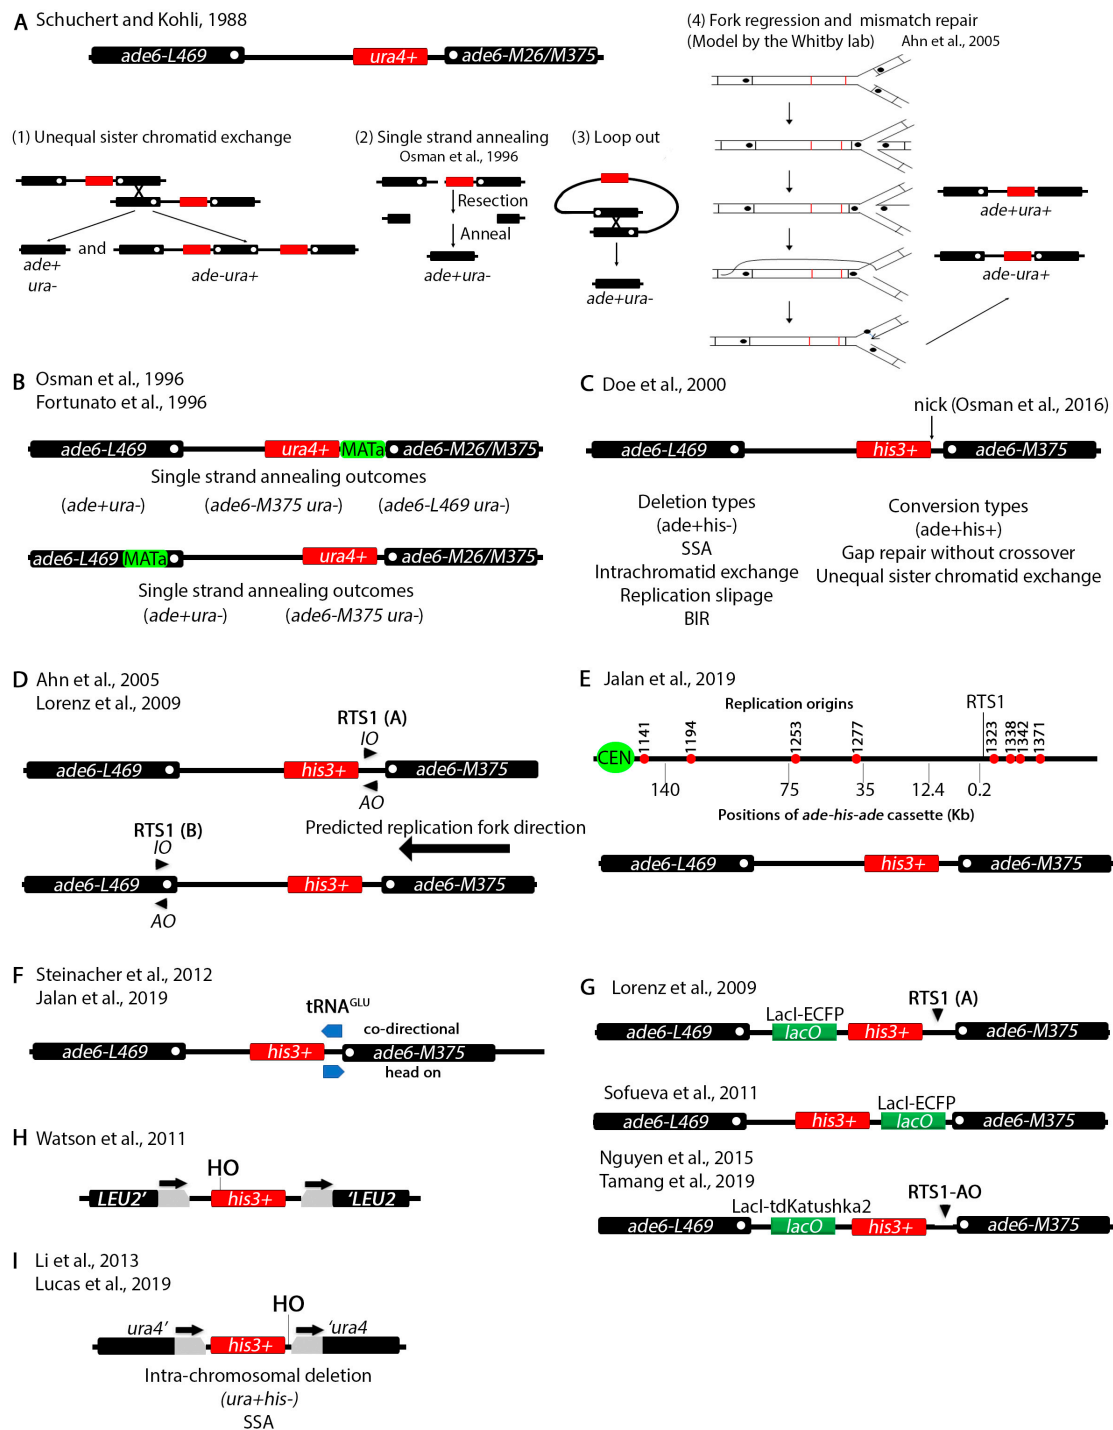 A Schuchert and Kohli, 1988
ade6-L469 ura4+ ade6-M26/M375
(1) Unequal sister chromatid exchange
ade+
ura-
and
ade-ura+
(2) Single strand annealing
Osman et al., 1996
Resection
Anneal
ade+ura-
(3) Loop out
ade+ura-
(4) Fork regression and mismatch repair
(Model by the Whitby lab) Ahn et al., 2005
ade+ura+
ade-ura+
B Osman et al., 1996
Fortunato et al., 1996
ade6-L469 ura4+ MATa ade6-M26/M375
Single strand annealing outcomes
(ade+ura-) (ade6-M375 ura-) (ade6-L469 ura-)
ade6-L469 MATa ura4+ ade6-M26/M375
Single strand annealing outcomes
(ade+ura-) (ade6-M375 ura-)
C Doe et al., 2000
nick (Osman et al., 2016)
ade6-L469 his3+ ade6-M375
Deletion types
(ade+his-)
SSA
Intrachromatid exchange
Replication slipage
BIR
Conversion types
(ade+his+)
Gap repair without crossover
Unequal sister chromatid exchange
D Ahn et al., 2005
Lorenz et al., 2009
RTS1 (A)
IO
ade6-L469 his3+ ade6-M375
AO
RTS1 (B)
IO
Predicted replication fork direction
ade6-L469 his3+ ade6-M375
AO
E Jalan et al., 2019
Replication origins
RTS1
CEN 1141 1194 1253 1277 1323 1338 1342 1371
140 75 35 12.4 0.2
Positions of ade-his-ade cassette (Kb)
ade6-L469 his3+ ade6-M375
F Steinacher et al., 2012
Jalan et al., 2019
tRNAGLU
co-directional
ade6-L469 his3+ ade6-M375
head on
G Lorenz et al., 2009
RTS1 (A)
LacI-ECFP
ade6-L469 lacO his3+ ade6-M375
Sofueva et al., 2011
LacI-ECFP
ade6-L469 his3+ lacO ade6-M375
Nguyen et al., 2015
Tamang et al., 2019
RTS1-AO
LacI-tdKatushka2
ade6-L469 lacO his3+ ade6-M375
H Watson et al., 2011
HO
LEU2' his3+ 'LEU2
I Li et al., 2013
Lucas et al., 2019
HO
ura4' 'ura4
his3+
Intra-chromosomal deletion
(ura+his-)
SSA